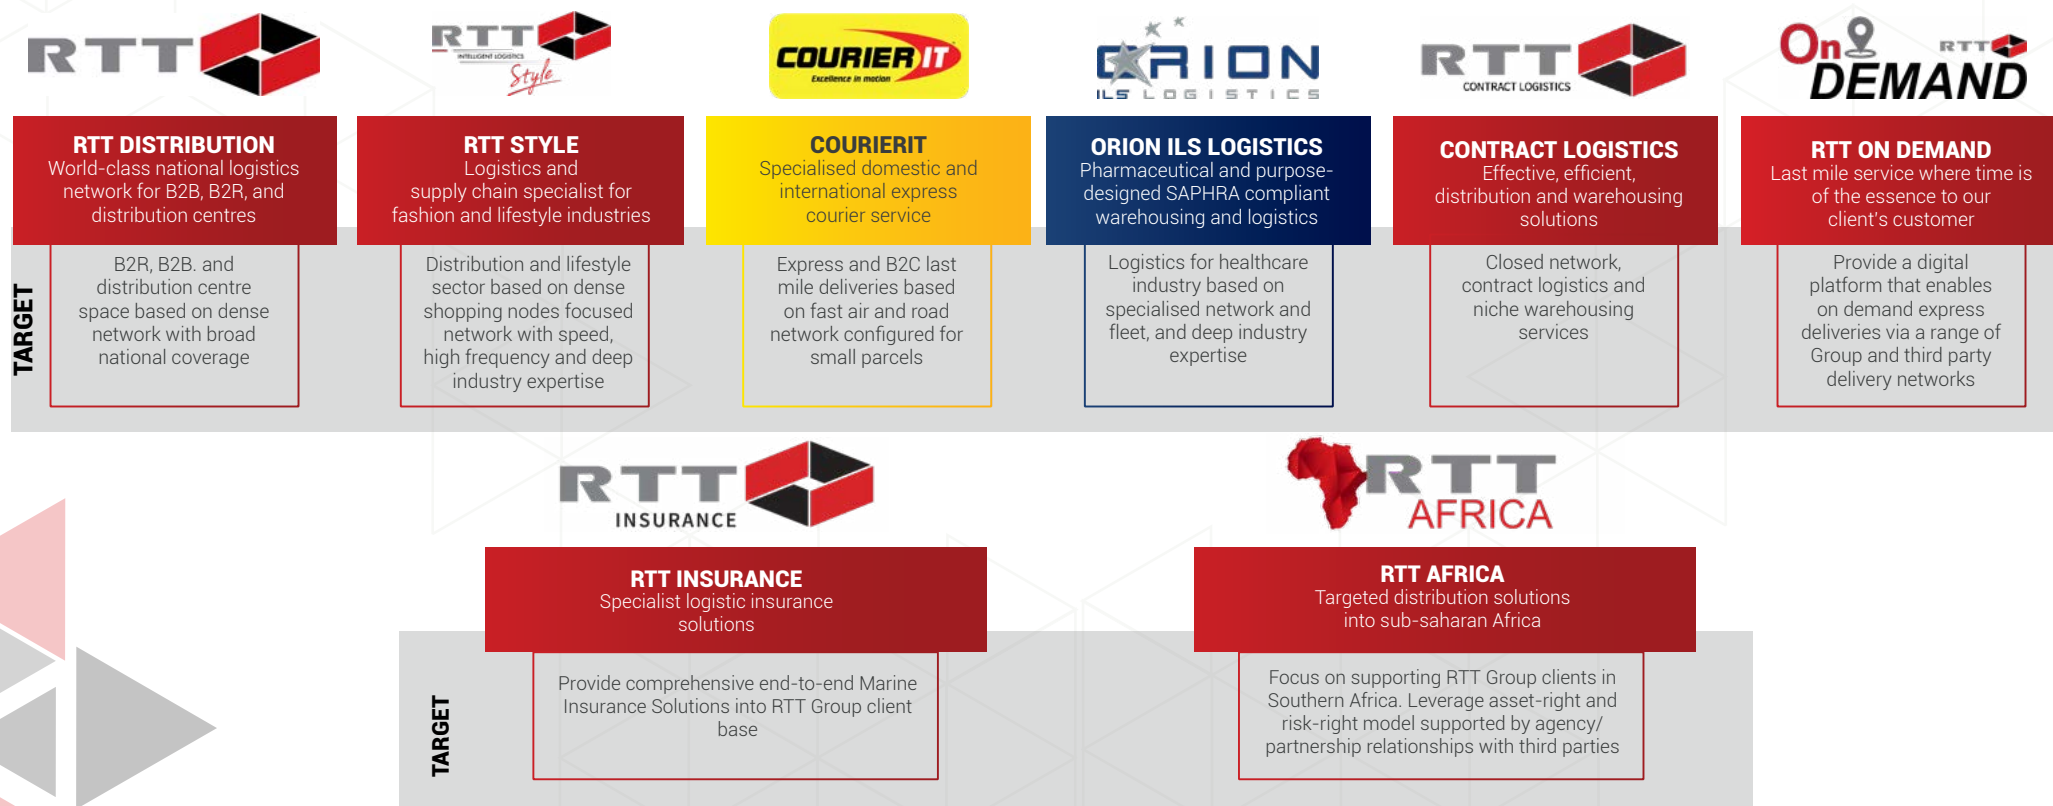 RTT
RTT
INTELLIGENT LOGISTICS
Style
COURIER IT
Excellence in motion
ORION
ILS LOGISTICS
RTT
CONTRACT LOGISTICS
On
RTT
DEMAND
RTT DISTRIBUTION
World-class national logistics
network for B2B, B2R, and
distribution centres
RTT STYLE
Logistics and
supply chain specialist for
fashion and lifestyle industries
COURIERIT
Specialised domestic and
international express
courier service
ORION ILS LOGISTICS
Pharmaceutical and purpose-
designed SAPHRA compliant
warehousing and logistics
CONTRACT LOGISTICS
Effective, efficient,
distribution and warehousing
solutions
RTT ON DEMAND
Last mile service where time is
of the essence to our
client's customer
TARGET
B2R, B2B. and
distribution centre
space based on dense
network with broad
national coverage
Distribution and lifestyle
sector based on dense
shopping nodes focused
network with speed,
high frequency and deep
industry expertise
Express and B2C last
mile deliveries based
on fast air and road
network configured for
small parcels
Logistics for healthcare
industry based on
specialised network and
fleet, and deep industry
expertise
Closed network,
contract logistics and
niche warehousing
services
Provide a digital
platform that enables
on demand express
deliveries via a range of
Group and third party
delivery networks
RTT
INSURANCE
RTT
AFRICA
RTT INSURANCE
Specialist logistic insurance
solutions
RTT AFRICA
Targeted distribution solutions
into sub-saharan Africa
TARGET
Provide comprehensive end-to-end Marine
Insurance Solutions into RTT Group client
base
Focus on supporting RTT Group clients in
Southern Africa. Leverage asset-right and
risk-right model supported by agency/
partnership relationships with third parties